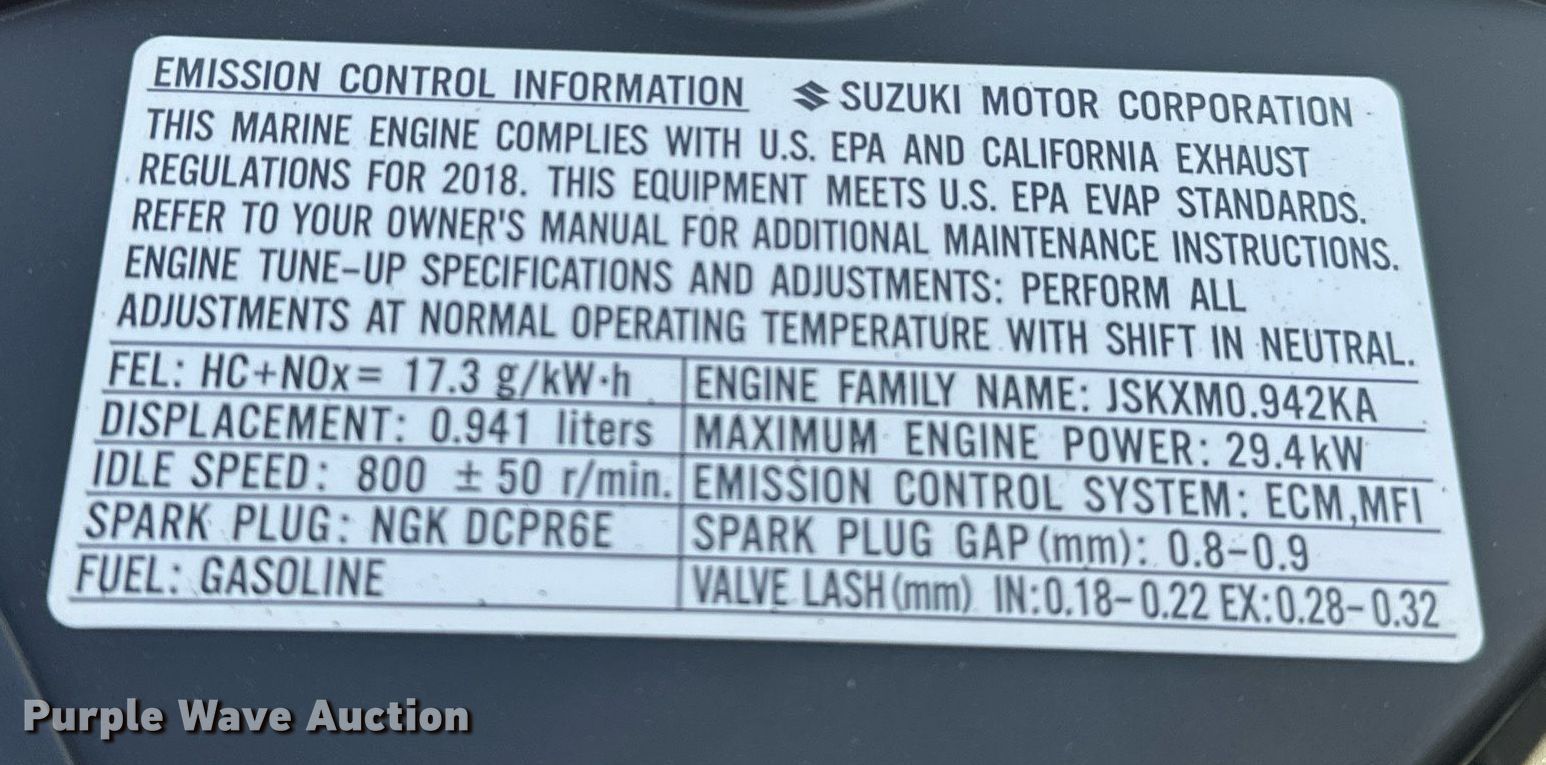 EMISSION CONTROL INFORMATION SUZUKI MOTOR CORPORATION
THIS MARINE ENGINE COMPLIES WITH U.S. EPA AND CALIFORNIA EXHAUST
REGULATIONS FOR 2018. THIS EQUIPMENT MEETS U.S. EPA EVAP STANDARDS.
REFER TO YOUR OWNER'S MANUAL FOR ADDITIONAL MAINTENANCE INSTRUCTIONS.
ENGINE TUNE-UP SPECIFICATIONS AND ADJUSTMENTS: PERFORM ALL
ADJUSTMENTS AT NORMAL OPERATING TEMPERATURE WITH SHIFT IN NEUTRAL.
FEL: HC+NOx= 17.3 g/kW·h ENGINE FAMILY NAME: JSKXM0.942KA
DISPLACEMENT: 0.941 liters MAXIMUM ENGINE POWER: 29.4kW
IDLE SPEED: 800 ±50 r/min. EMISSION CONTROL SYSTEM: ECM,MFI
SPARK PLUG: NGK DCPR6E SPARK PLUG GAP(mm): 0.8-0.9
FUEL: GASOLINE VALVE LASH(mm) IN:0.18-0.22 EX:0.28-0.32
Purple Wave Auction